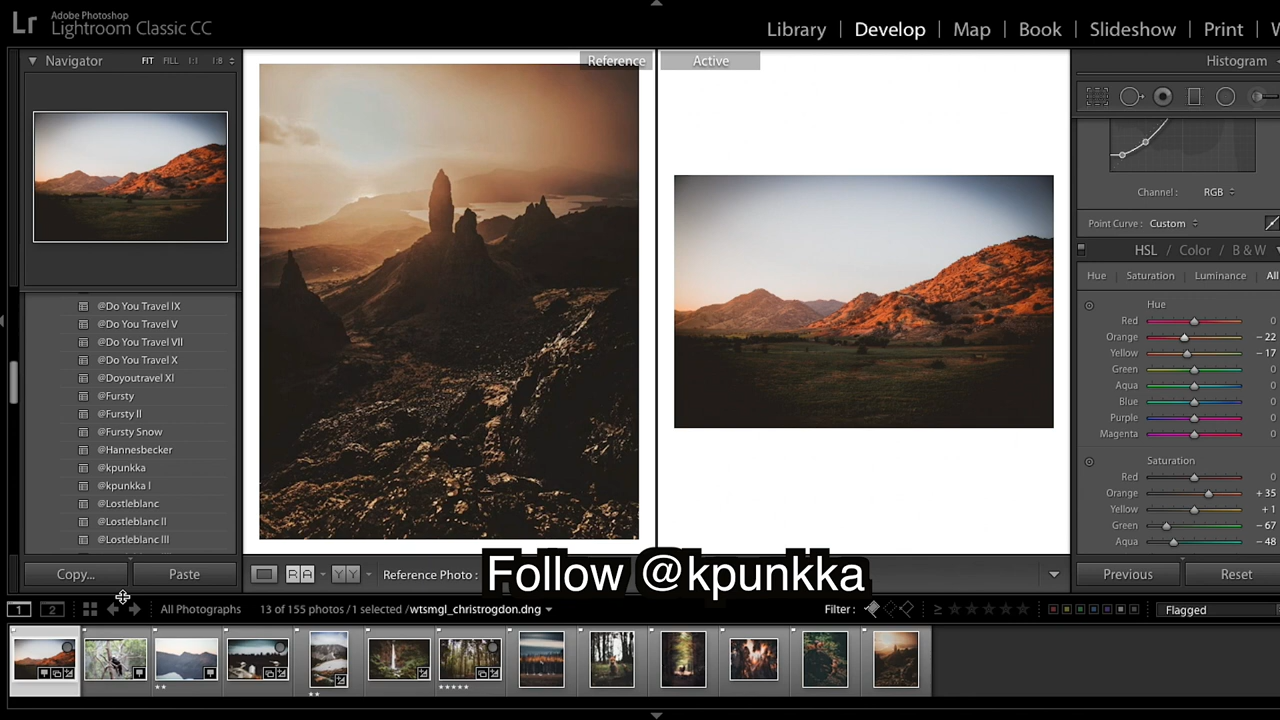 Lr Adobe Photoshop
Lightroom Classic CC
Library | Develop | Map | Book | Slideshow | Print |
Navigator FIT FILL 1:1 1:8
Reference
Active
Histogram
Channel : RGB
Point Curve : Custom
HSL / Color / B & W
Hue Saturation Luminance All
Hue
Red 0
Orange − 22
Yellow − 17
Green 0
Aqua 0
Blue 0
Purple 0
Magenta 0
Saturation
Red 0
Orange + 35
Yellow + 1
Green − 67
Aqua − 48
@Do You Travel IX
@Do You Travel V
@Do You Travel VII
@Do You Travel X
@Doyoutravel XI
@Fursty
@Fursty II
@Fursty Snow
@Hannesbecker
@kpunkka
@kpunkka I
@Lostleblanc
@Lostleblanc II
@Lostleblanc III
Copy... Paste
R A Y Y Reference Photo :
Follow @kpunkka
Previous Reset
1 2 All Photographs 13 of 155 photos / 1 selected / wtsmgl_christrogdon.dng
Filter : ≥ ★★★★★ Flagged